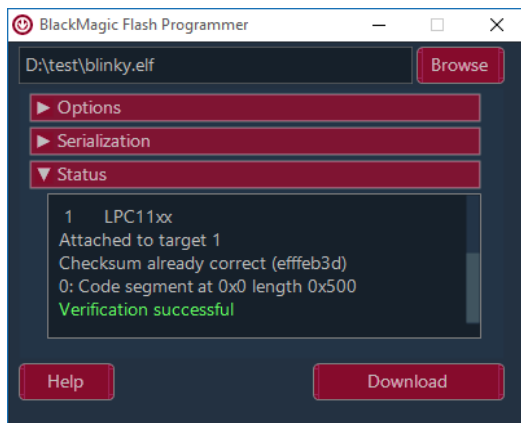 BlackMagic Flash Programmer
D:\test\blinky.elf
Browse
Options
Serialization
Status
1 LPC11xx
Attached to target 1
Checksum already correct (efffeb3d)
0: Code segment at 0x0 length 0x500
Verification successful
Help
Download